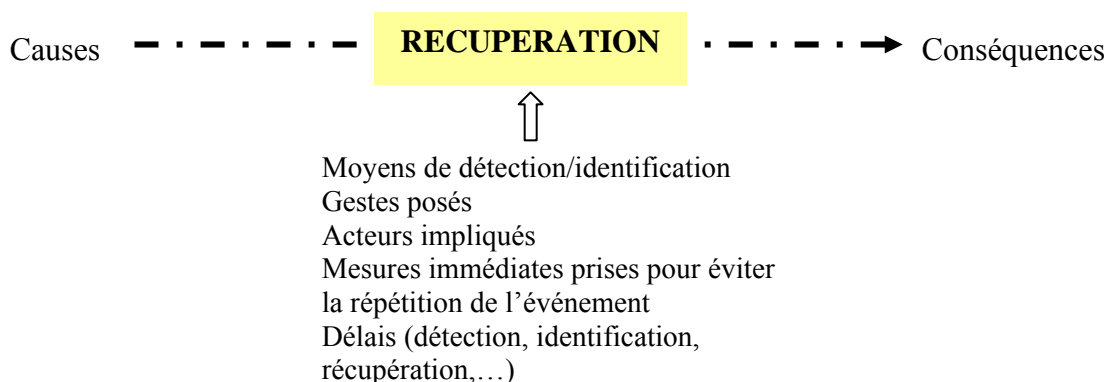 Causes RECUPERATION Conséquences
Moyens de détection/identification
Gestes posés
Acteurs impliqués
Mesures immédiates prises pour éviter
la répétition de l’événement
Délais (détection, identification,
récupération,…)